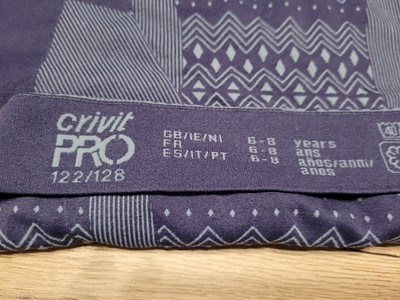 crivit
PRO
122/128
GB/IE/NI 6-8 years
FR 6-8 ans
ES/IT/PT 6-8 años/anni/
anos
40